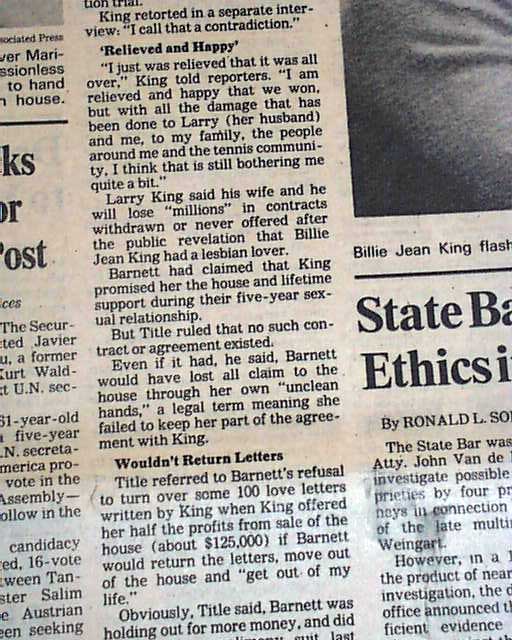 tion trial.
King retorted in a separate inter-
view: "I call that a contradiction."
'Relieved and Happy'
"I just was relieved that it was all
over," King told reporters. "I am
relieved and happy that we won,
but with all the damage that has
been done to Larry (her husband)
and me, to my family, the people
around me and the tennis communi-
ty, I think that is still bothering me
quite a bit."
Larry King said his wife and he
will lose "millions" in contracts
withdrawn or never offered after
the public revelation that Billie
Jean King had a lesbian lover.
Barnett had claimed that King
promised her the house and lifetime
support during their five-year sex-
ual relationship.
But Title ruled that no such con-
tract or agreement existed.
Even if it had, he said, Barnett
would have lost all claim to the
house through her own "unclean
hands," a legal term meaning she
failed to keep her part of the agree-
ment with King.
Wouldn't Return Letters
Title referred to Barnett's refusal
to turn over some 100 love letters
written by King when King offered
her half the profits from sale of the
house (about $125,000) if Barnett
would return the letters, move out
of the house and "get out of my
life."
Obviously, Title said, Barnett was
holding out for more money, and did
suit last
sociated Press
ver Mari-
ssionless
to hand
n house.
ks
or
Post
ces
The Secur-
cted Javier
u, a former
Kurt Wald-
t U.N. sec-
61-year-old
a five-year
.N. secreta-
merica pro-
vote in the
Assembly—
ollow in the
candidacy
ed, 16-vote
ween Tan-
ster Salim
e Austrian
en seeking
Billie Jean King flash
State Ba
Ethics i
By RONALD L. SO
The State Bar was
Atty. John Van de
investigate possible
prieties by four pr
neys in connection
of the late multi
Weingart.
However, in a 1
the product of near
investigation, the d
office announced th
ficient evidence